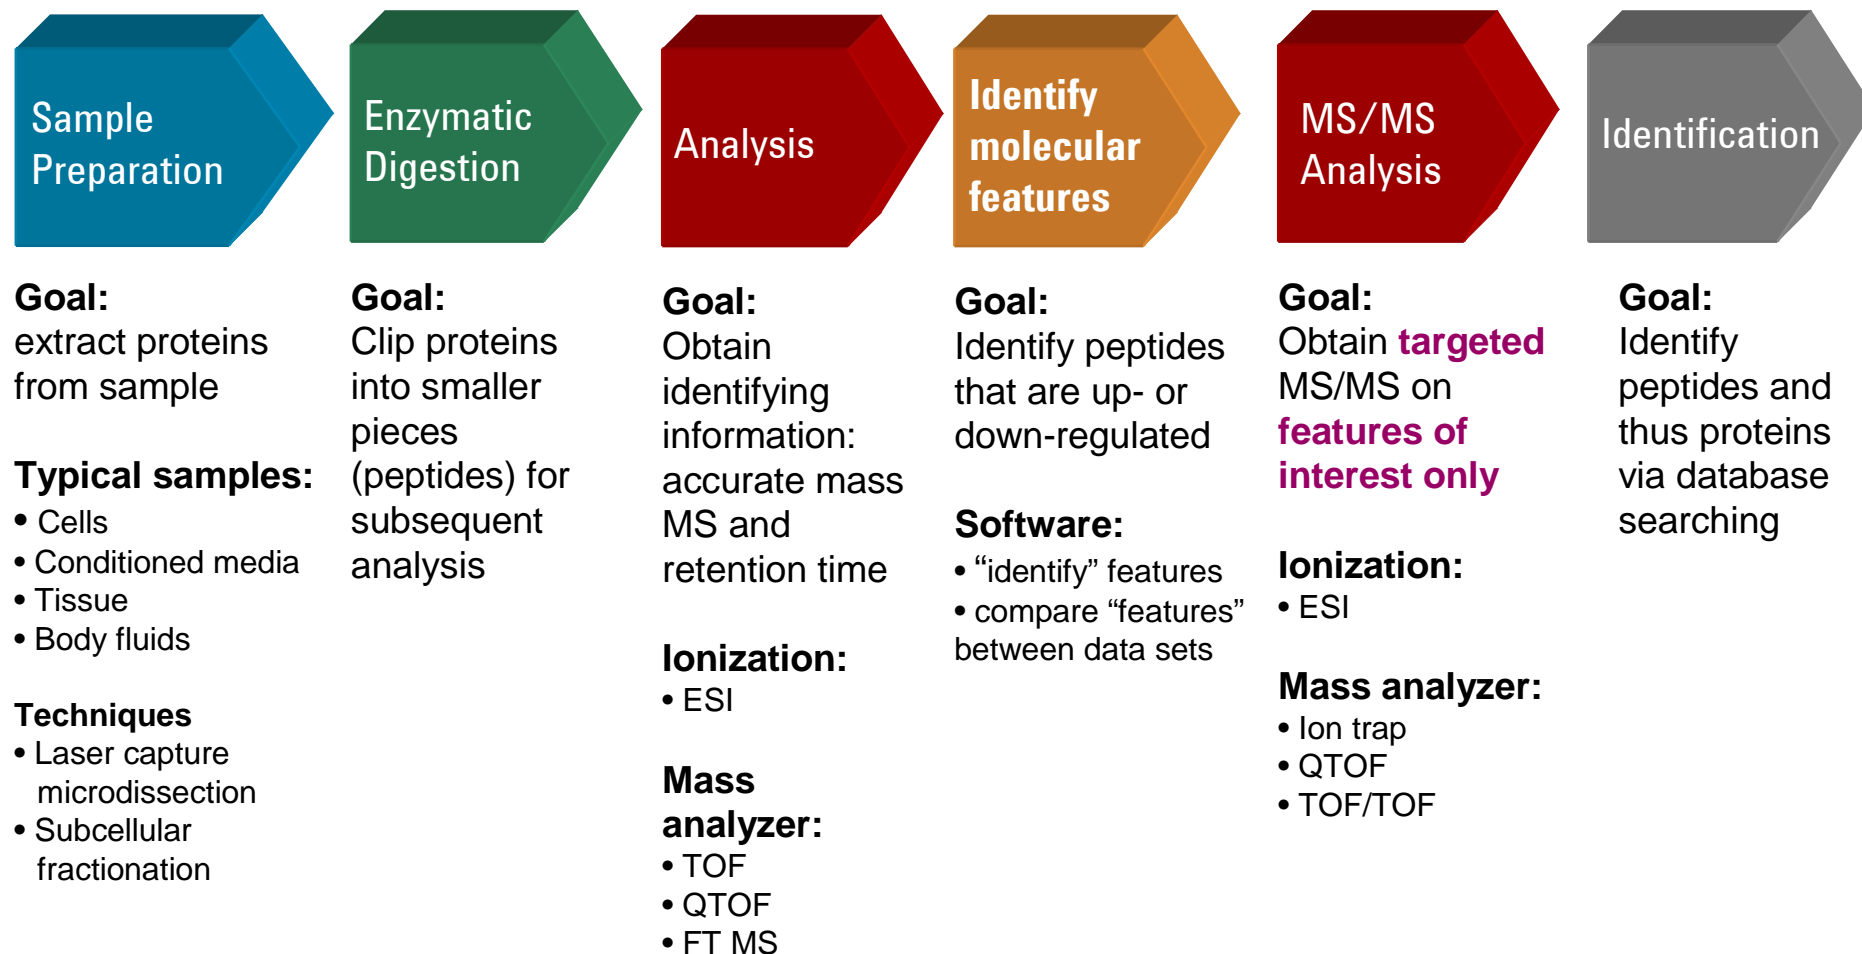 Sample
Preparation
Enzymatic
Digestion
Analysis
Identify
molecular
features
MS/MS
Analysis
Identification
Goal:
extract proteins
from sample
Typical samples:
• Cells
• Conditioned media
• Tissue
• Body fluids
Techniques
• Laser capture
microdissection
• Subcellular
fractionation
Goal:
Clip proteins
into smaller
pieces
(peptides) for
subsequent
analysis
Goal:
Obtain
identifying
information:
accurate mass
MS and
retention time
Ionization:
• ESI
Mass
analyzer:
• TOF
• QTOF
• FT MS
Goal:
Identify peptides
that are up- or
down-regulated
Software:
• “identify” features
• compare “features”
between data sets
Goal:
Obtain targeted
MS/MS on
features of
interest only
Ionization:
• ESI
Mass analyzer:
• Ion trap
• QTOF
• TOF/TOF
Goal:
Identify
peptides and
thus proteins
via database
searching